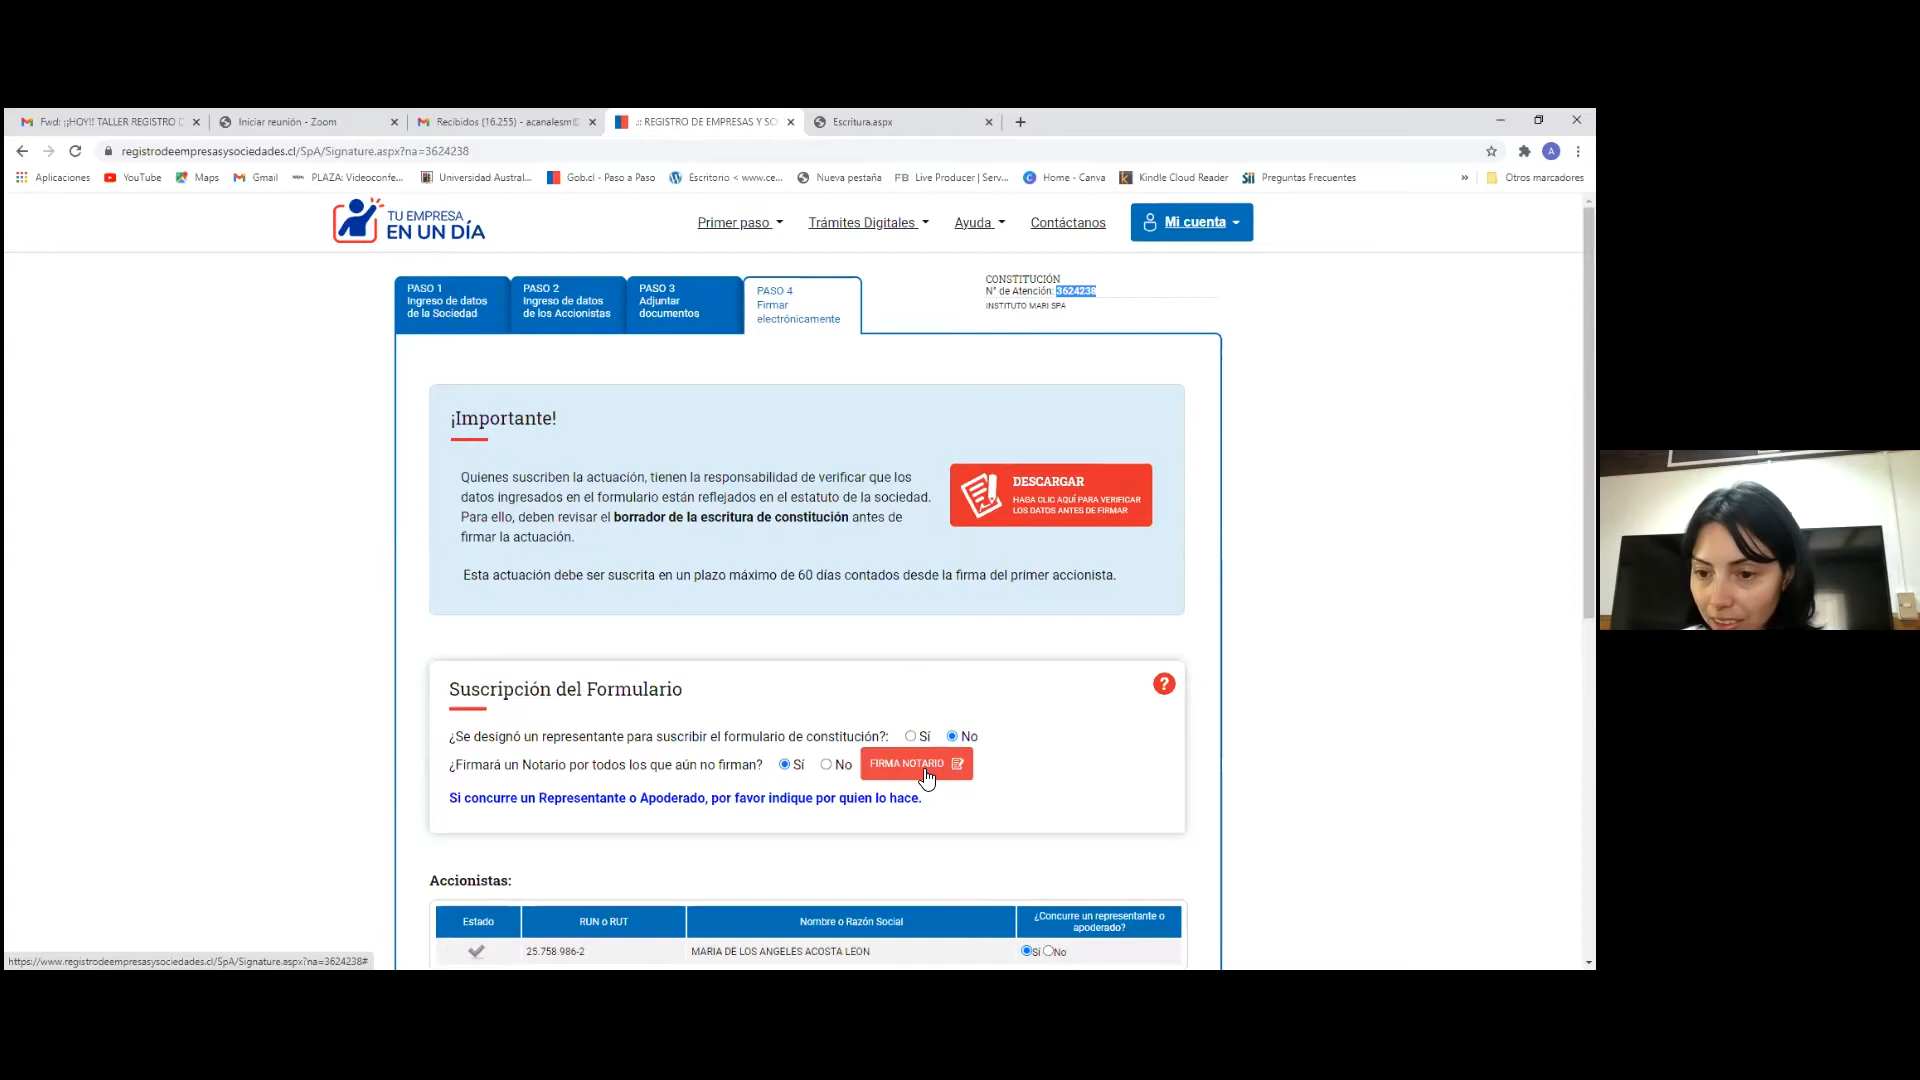 Fwd: ¡¡HOY!! TALLER REGISTRO D
Iniciar reunión - Zoom
Recibidos (16.255) - acanalesm@
.:: REGISTRO DE EMPRESAS Y SO
Escritura.aspx
registrodeempresasysociedades.cl/SpA/Signature.aspx?na=3624238
A
Aplicaciones
YouTube
Maps
Gmail
PLAZA: Videoconfe...
Universidad Austral...
Gob.cl - Paso a Paso
Escritorio < www.ce...
Nueva pestaña
FB Live Producer | Serv...
Home - Canva
Kindle Cloud Reader
Sii Preguntas Frecuentes
»
Otros marcadores
TU EMPRESA
EN UN DÍA
Primer paso
Trámites Digitales
Ayuda
Contáctanos
Mi cuenta
PASO 1
Ingreso de datos
de la Sociedad
PASO 2
Ingreso de datos
de los Accionistas
PASO 3
Adjuntar
documentos
PASO 4
Firmar
electrónicamente
CONSTITUCIÓN
N° de Atención: 3624238
INSTITUTO MARI SPA
¡Importante!
Quienes suscriben la actuación, tienen la responsabilidad de verificar que los
datos ingresados en el formulario están reflejados en el estatuto de la sociedad.
Para ello, deben revisar el borrador de la escritura de constitución antes de
firmar la actuación.
DESCARGAR
HAGA CLIC AQUÍ PARA VERIFICAR
LOS DATOS ANTES DE FIRMAR
Esta actuación debe ser suscrita en un plazo máximo de 60 días contados desde la firma del primer accionista.
Suscripción del Formulario
?
¿Se designó un representante para suscribir el formulario de constitución?: Sí No
¿Firmará un Notario por todos los que aún no firman? Sí No FIRMA NOTARIO
Si concurre un Representante o Apoderado, por favor indique por quien lo hace.
Accionistas:
Estado
RUN o RUT
Nombre o Razón Social
¿Concurre un representante o
apoderado?
25.758.986-2
MARIA DE LOS ANGELES ACOSTA LEON
Sí No
https://www.registrodeempresasysociedades.cl/SpA/Signature.aspx?na=3624238#